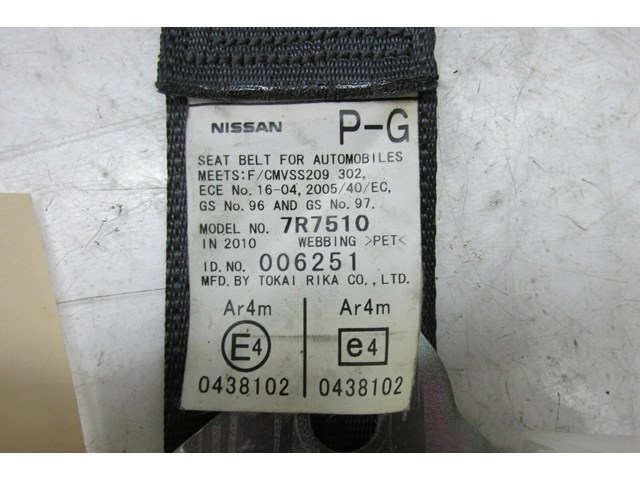 NISSAN P-G
SEAT BELT FOR AUTOMOBILES
MEETS:F/CMVSS209 302,
ECE No.16-04, 2005/40/EC,
GS No.96 AND GS No.97.
MODEL NO. 7R7510
IN 2010 WEBBING >PET<
ID.NO. 006251
MFD.BY TOKAI RIKA CO.,LTD.
Ar4m Ar4m
E4 e4
0438102 0438102